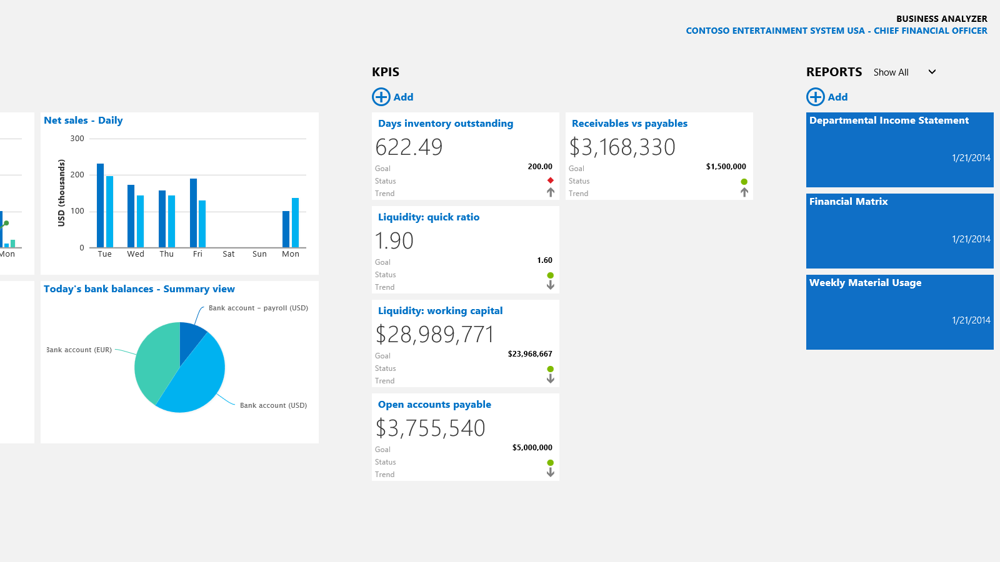 BUSINESS ANALYZER
CONTOSO ENTERTAINMENT SYSTEM USA - CHIEF FINANCIAL OFFICER
Mon
Net sales - Daily
USD (thousands)
300
200
100
0
Tue Wed Thu Fri Sat Sun Mon
Today's bank balances - Summary view
Bank account - payroll (USD)
Bank account (EUR)
Bank account (USD)
KPIS
Add
Days inventory outstanding
622.49
Goal 200.00
Status
Trend
Receivables vs payables
$3,168,330
Goal $1,500,000
Status
Trend
Liquidity: quick ratio
1.90
Goal 1.60
Status
Trend
Liquidity: working capital
$28,989,771
Goal $23,968,667
Status
Trend
Open accounts payable
$3,755,540
Goal $5,000,000
Status
Trend
REPORTS Show All
Add
Departmental Income Statement
1/21/2014
Financial Matrix
1/21/2014
Weekly Material Usage
1/21/2014